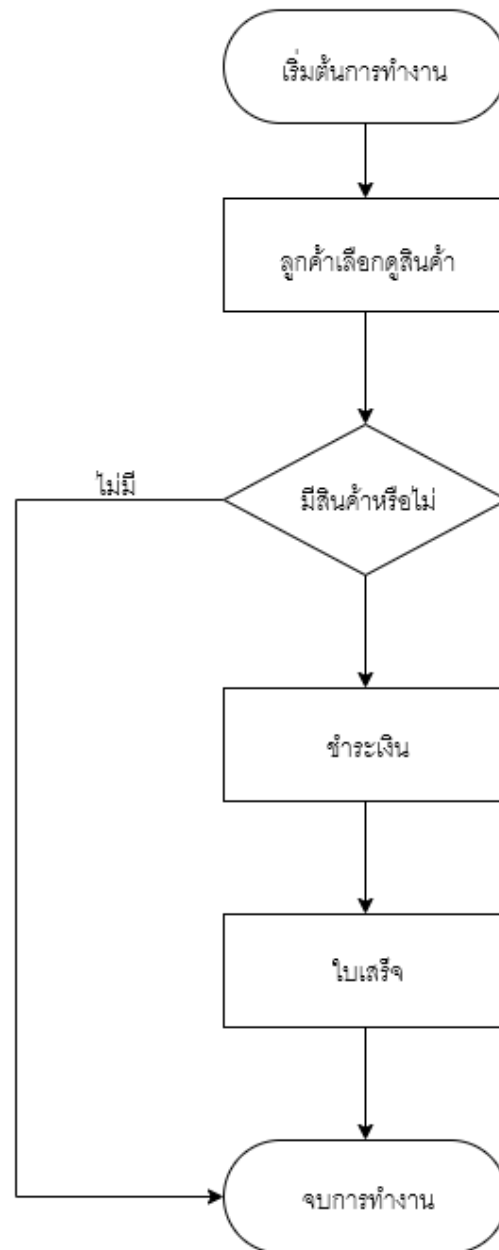 เริ่มต้นการทำงาน
ลูกค้าเลือกดูสินค้า
ไม่มี
มีสินค้าหรือไม่
ชำระเงิน
ใบเสร็จ
จบการทำงาน